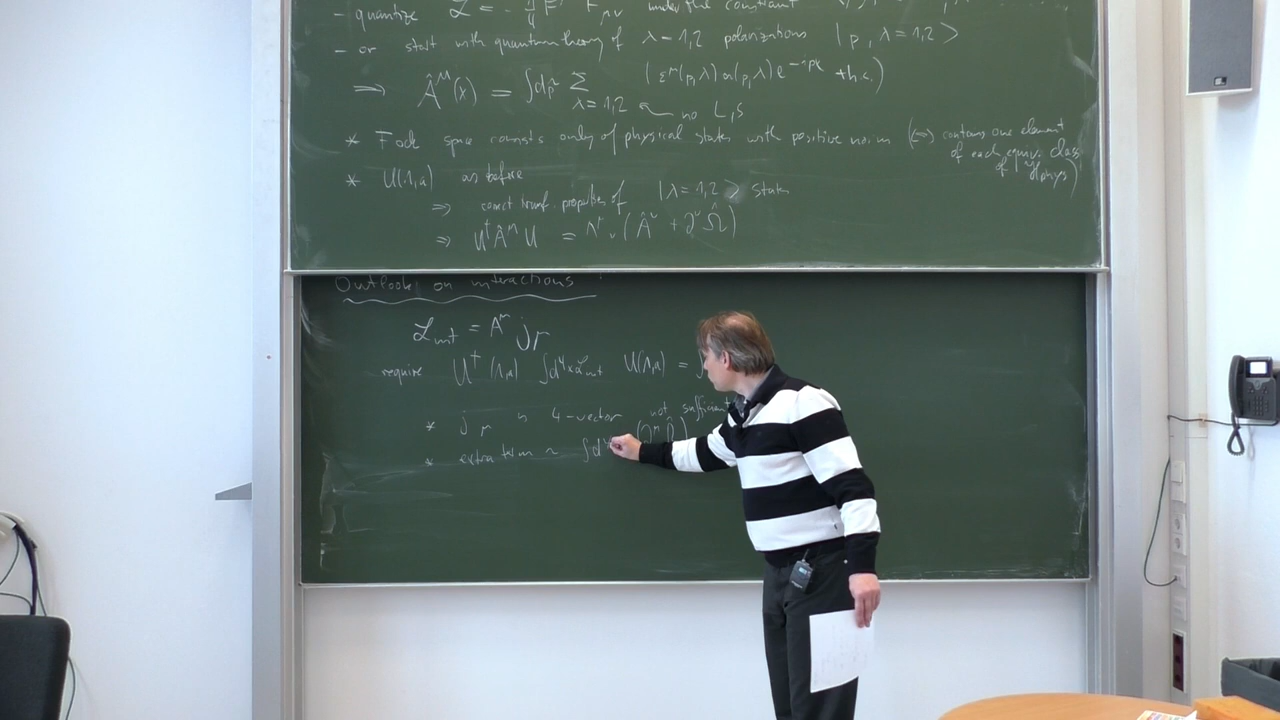 - quantize ℒ = - 1/4 F F_μν under the constraint
- or start with quantum theory of λ=1,2 polarizations |p, λ=1,2>
⇒ Â^μ(x) = ∫dp̃ Σ_{λ=1,2} (ε^μ(p,λ) a(p,λ) e^{-ipx} + h.c.)
no L,S
* Fock space consists only of physical states with positive norm (⇔ contains one element of each equiv. class of ℋphys)
* U(Λ,a) as before
⇒ correct transf. properties of |λ=1,2> states
⇒ U†Â^μ U = Λ^μ_ν (Â^ν + ∂^ν Ω̂)
Outlook on interactions
ℒ_int = A^μ j_μ
require U†(Λ,a) ∫d⁴x ℒ_int U(Λ,a) = ∫
* j_μ is 4-vector not sufficient
* extra term ~ ∫d⁴ (∂^μ Ω̂)